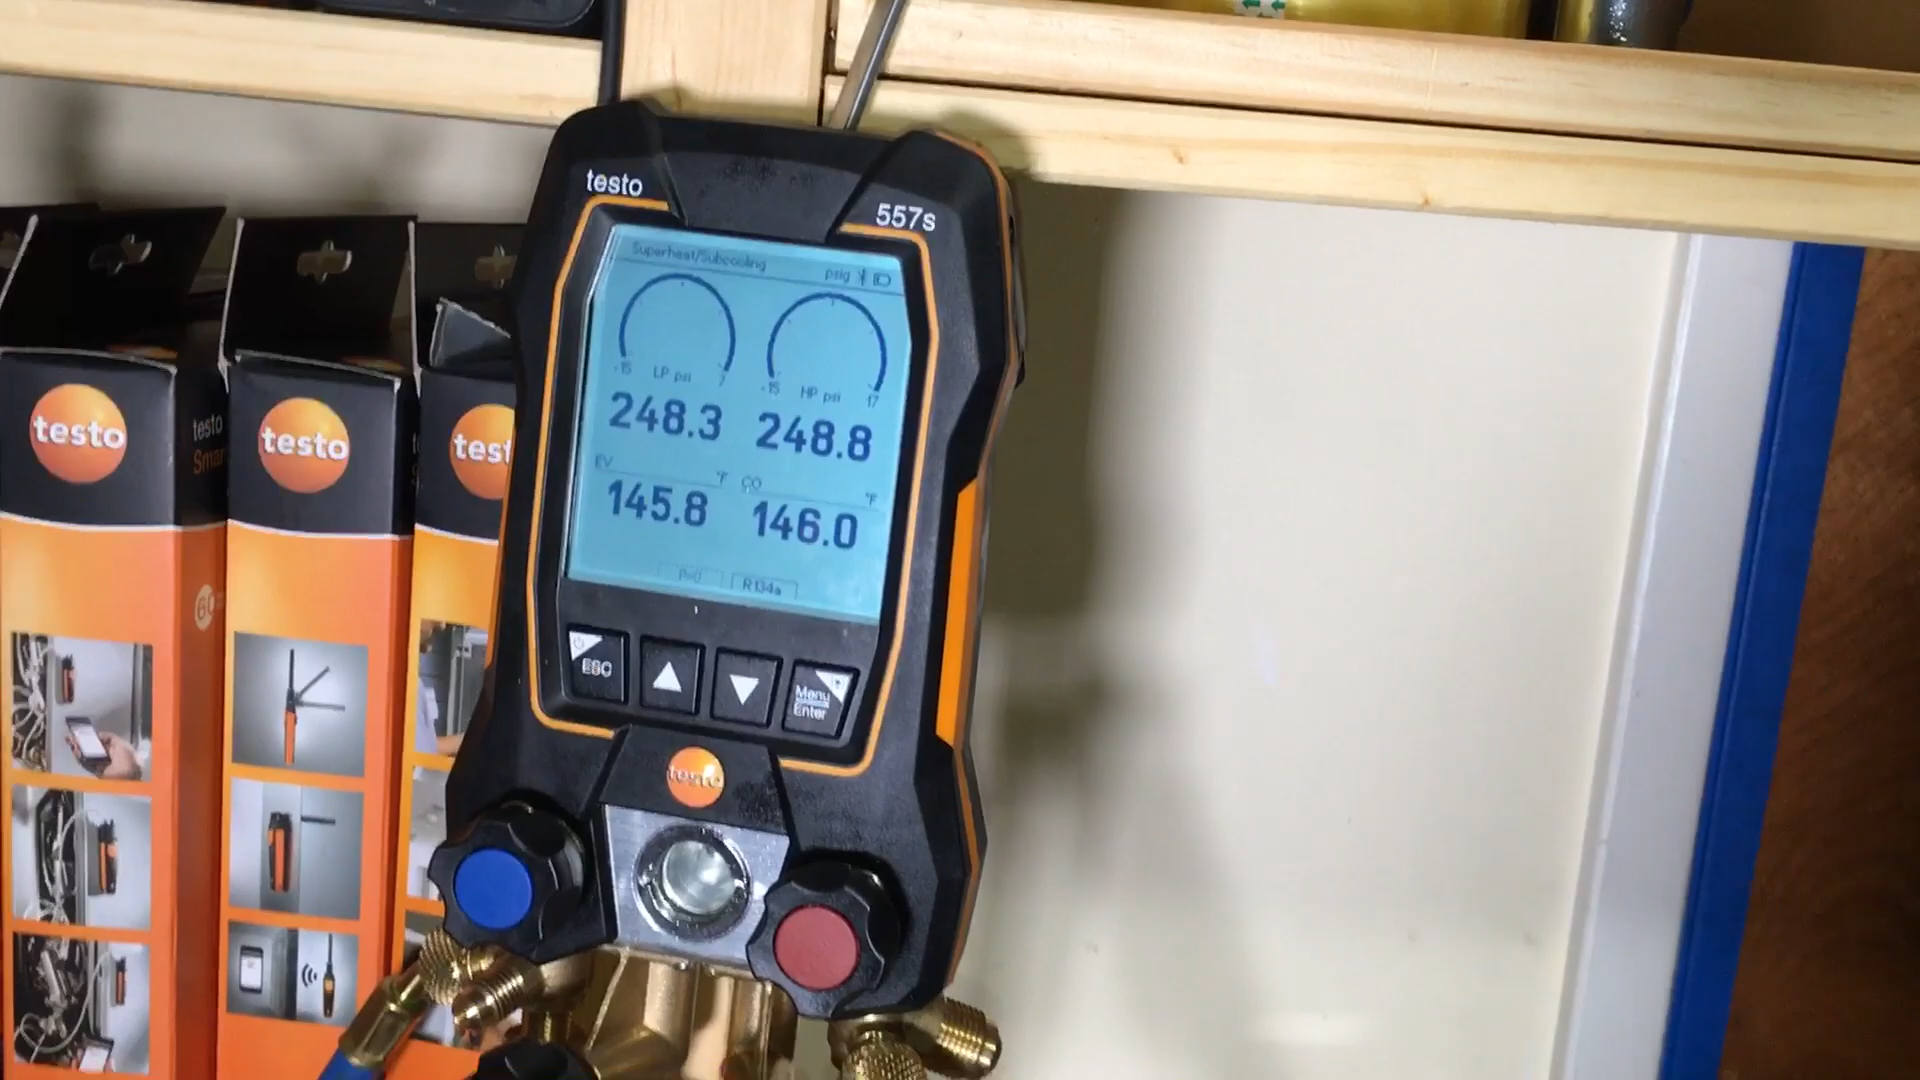 testo
557s
Superheat/Subcooling
psig
-15 LP psi 7
-15 HP psi 17
248.3 248.8
EV °F CO °F
145.8 146.0
P=0 R134a
ESC
Menu
Enter
testo
testo
testo
testo
testo